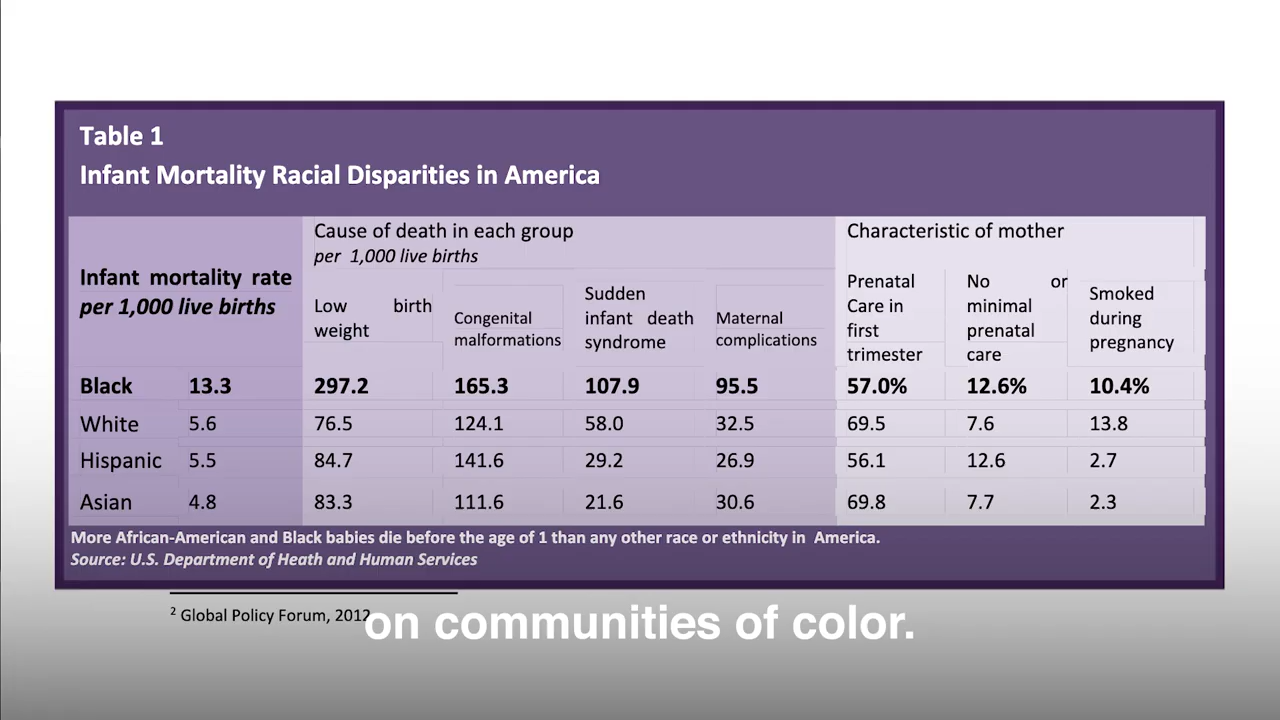 Table 1
Infant Mortality Racial Disparities in America
Infant mortality rate
per 1,000 live births
Cause of death in each group
per 1,000 live births
Low birth
weight
Congenital
malformations
Sudden
infant death
syndrome
Maternal
complications
Characteristic of mother
Prenatal
Care in
first
trimester
No or
minimal
prenatal
care
Smoked
during
pregnancy
Black 13.3 297.2 165.3 107.9 95.5 57.0% 12.6% 10.4%
White 5.6 76.5 124.1 58.0 32.5 69.5 7.6 13.8
Hispanic 5.5 84.7 141.6 29.2 26.9 56.1 12.6 2.7
Asian 4.8 83.3 111.6 21.6 30.6 69.8 7.7 2.3
More African-American and Black babies die before the age of 1 than any other race or ethnicity in America.
Source: U.S. Department of Heath and Human Services
2 Global Policy Forum, 2012
on communities of color.